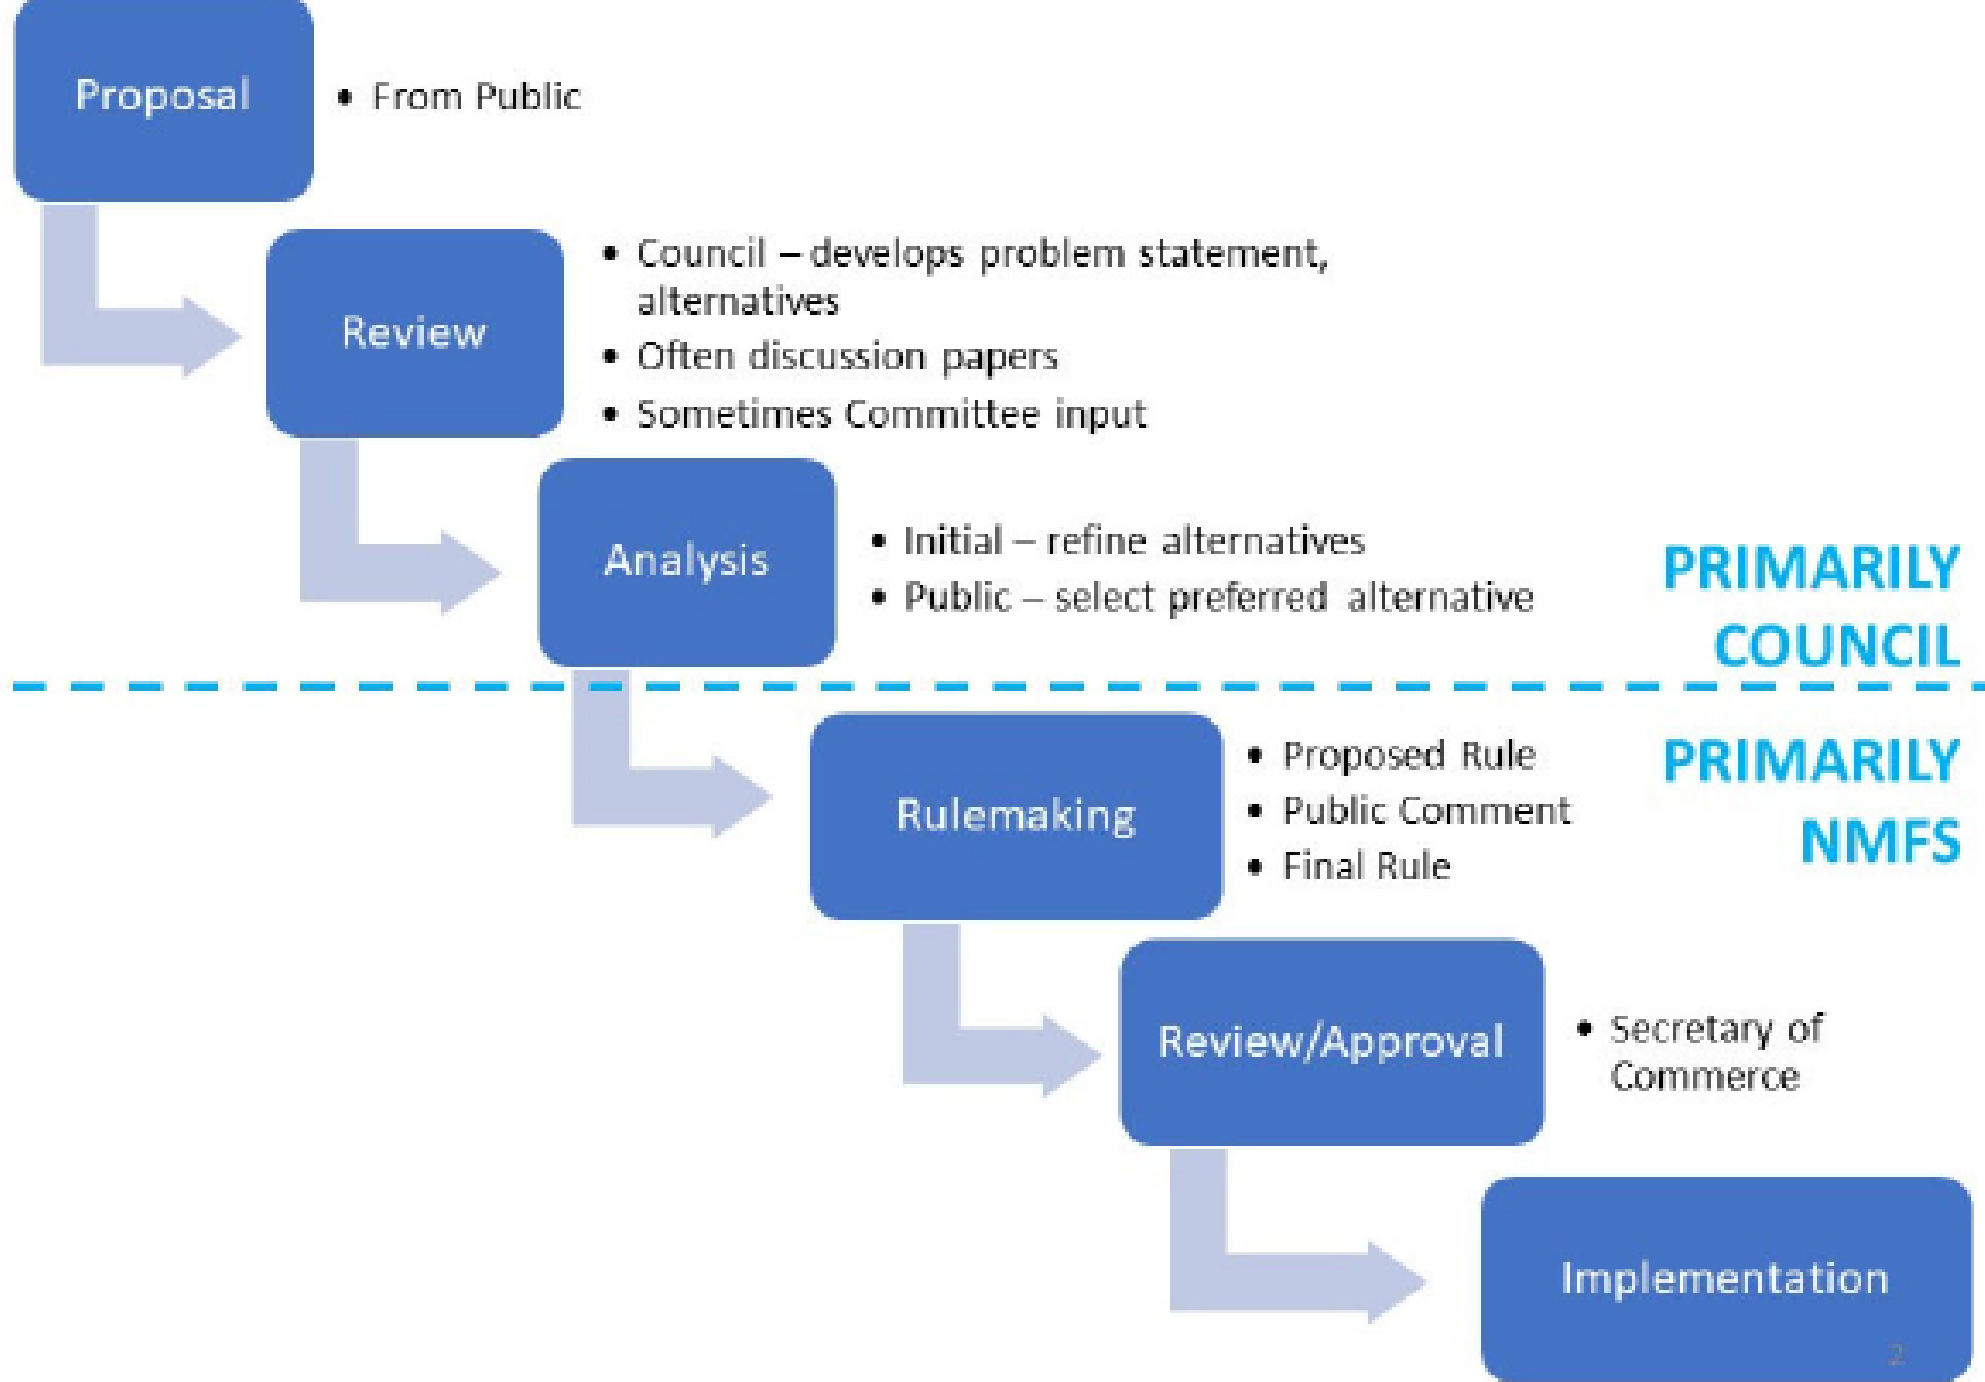 Proposal
• From Public
Review
• Council – develops problem statement,
alternatives
• Often discussion papers
• Sometimes Committee input
Analysis
• Initial – refine alternatives
• Public – select preferred alternative
PRIMARILY
COUNCIL
PRIMARILY
NMFS
Rulemaking
• Proposed Rule
• Public Comment
• Final Rule
Review/Approval
• Secretary of
Commerce
Implementation
2